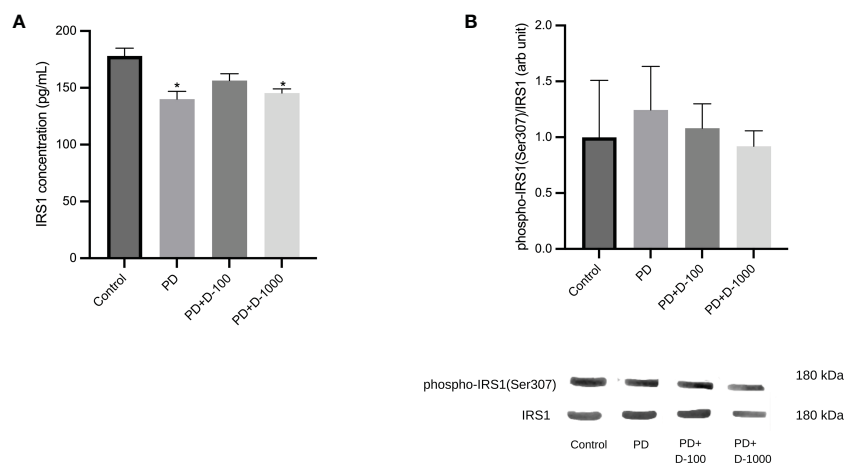 A
IRS1 concentration (pg/mL)
200
150
100
50
0
*
*
Control
PD
PD+D-100
PD+D-1000
B
phospho-IRS1(Ser307)/IRS1 (arb unit)
2.0
1.5
1.0
0.5
0.0
Control
PD
PD+D-100
PD+D-1000
phospho-IRS1(Ser307)
180 kDa
IRS1
180 kDa
Control
PD
PD+
D-100
PD+
D-1000